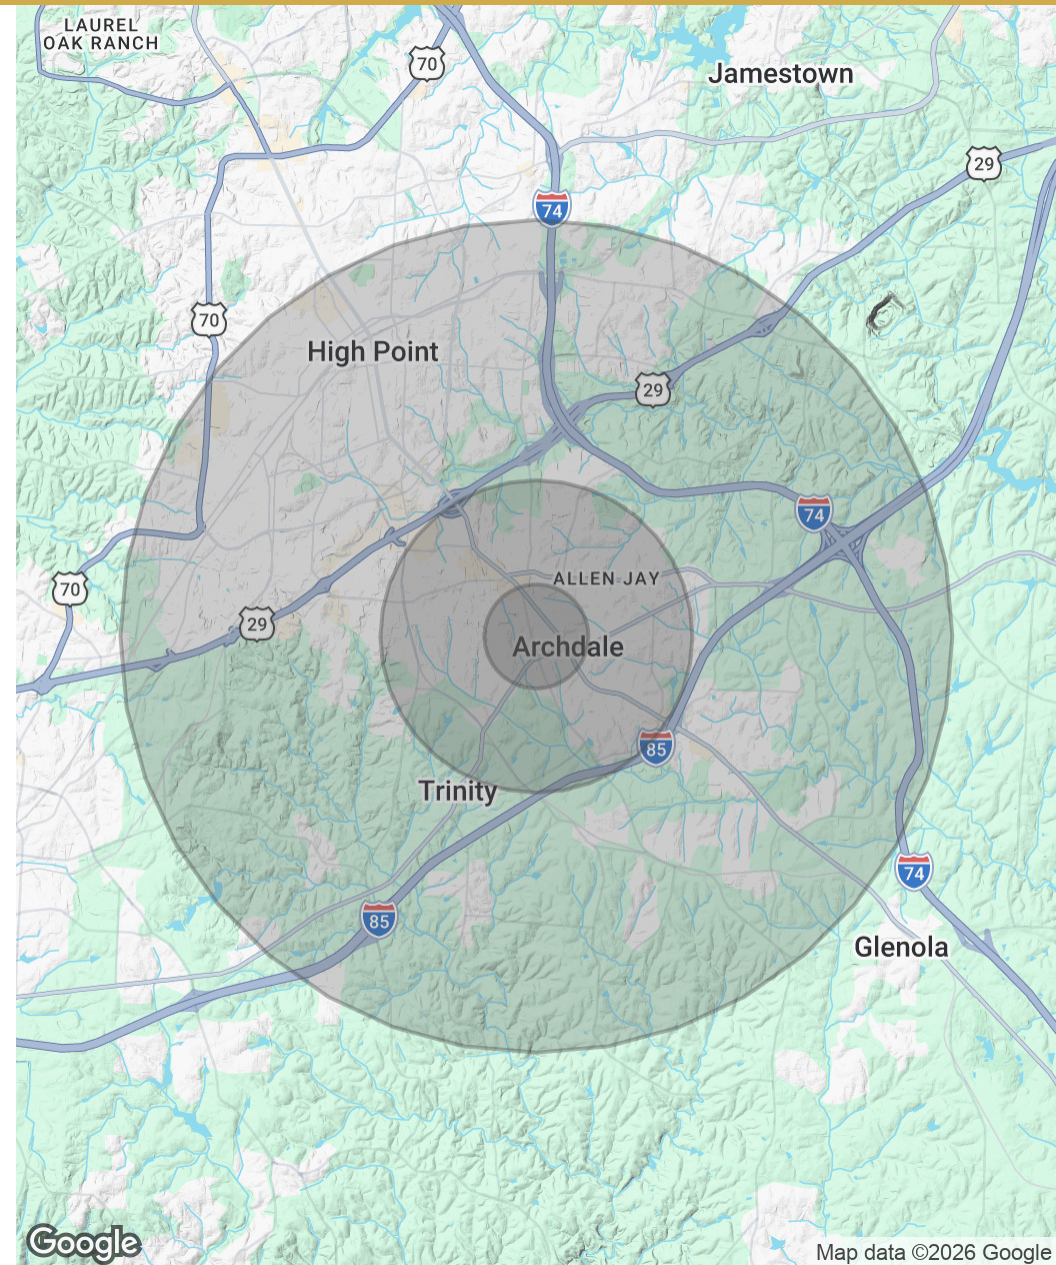 LAUREL
OAK RANCH
70
Jamestown
29
74
70
High Point
29
74
70
ALLEN JAY
29
Archdale
85
Trinity
74
85
Glenola
Google
Map data ©2026 Google